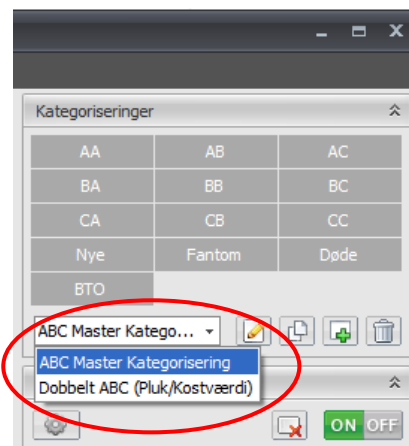 Kategoriseringer
AA AB AC
BA BB BC
CA CB CC
Nye Fantom Døde
BTO
ABC Master Katego...
ABC Master Kategorisering
Dobbelt ABC (Pluk/Kostværdi)
ON OFF